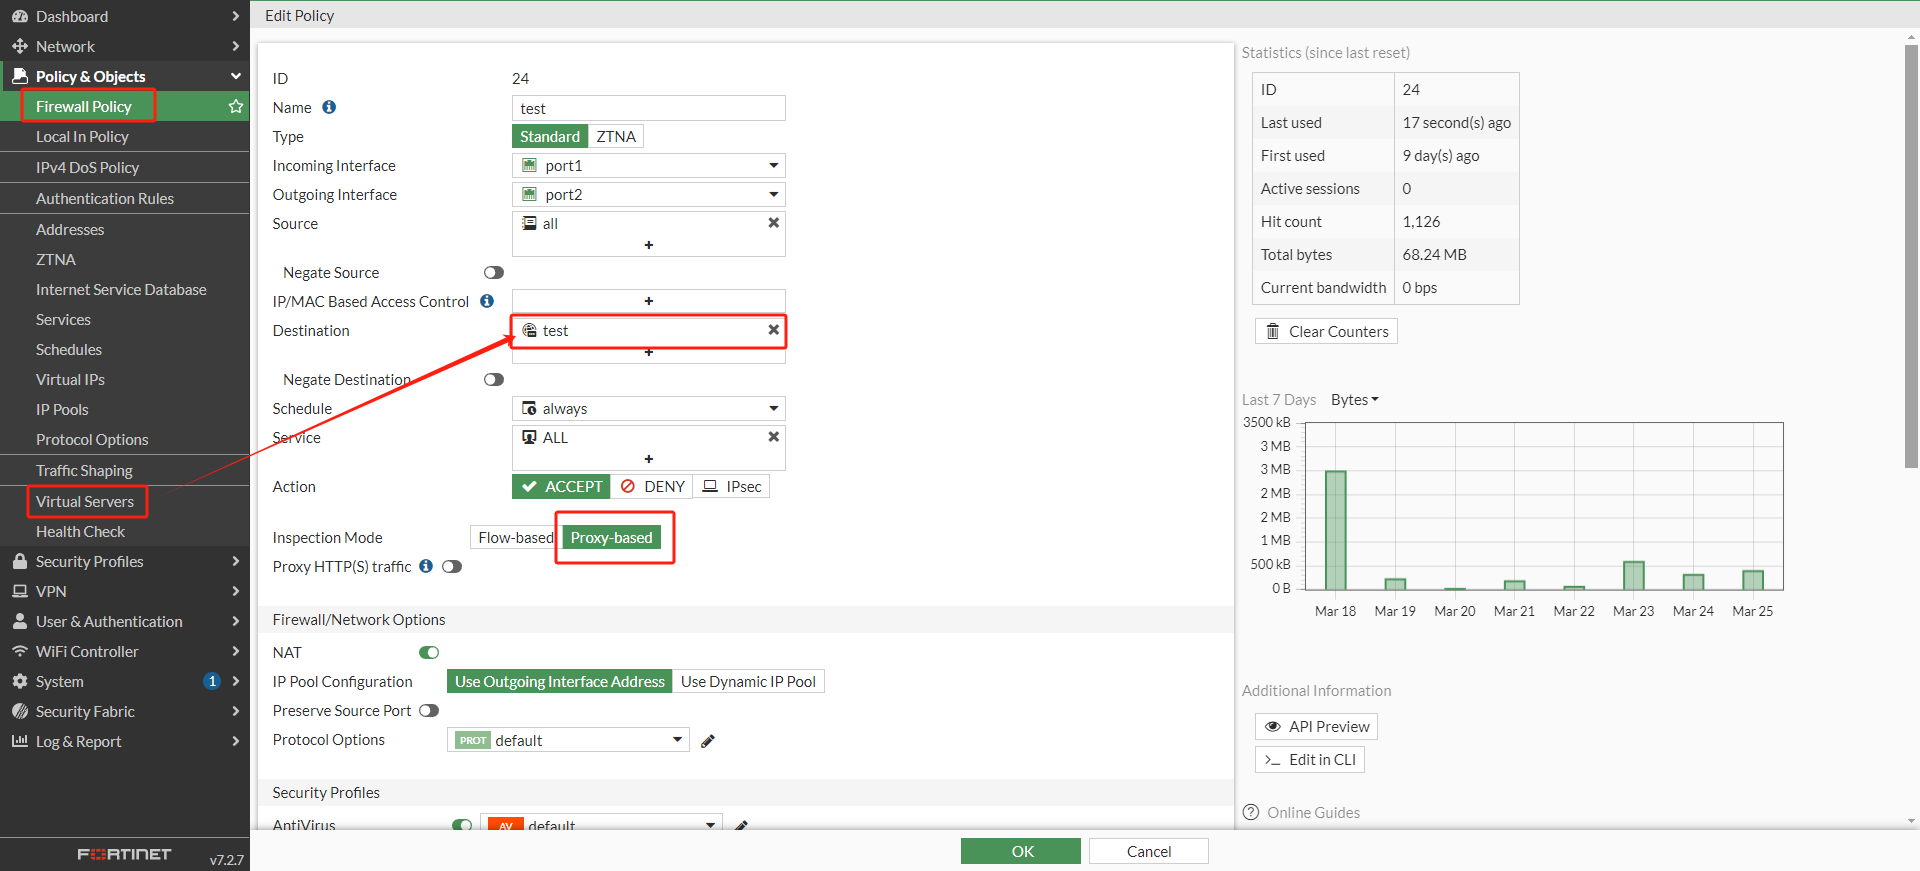 Dashboard
Network
Policy & Objects
Firewall Policy
Local In Policy
IPv4 DoS Policy
Authentication Rules
Addresses
ZTNA
Internet Service Database
Services
Schedules
Virtual IPs
IP Pools
Protocol Options
Traffic Shaping
Virtual Servers
Health Check
Security Profiles
VPN
User & Authentication
WiFi Controller
System 1
Security Fabric
Log & Report
FORTINET v7.2.7
Edit Policy
ID 24
Name test
Type Standard ZTNA
Incoming Interface port1
Outgoing Interface port2
Source all
+
Negate Source
IP/MAC Based Access Control +
Destination test
+
Negate Destination
Schedule always
Service ALL
+
Action ACCEPT DENY IPsec
Inspection Mode Flow-based Proxy-based
Proxy HTTP(S) traffic
Firewall/Network Options
NAT
IP Pool Configuration Use Outgoing Interface Address Use Dynamic IP Pool
Preserve Source Port
Protocol Options PROT default
Security Profiles
AntiVirus AV default
OK Cancel
Statistics (since last reset)
ID 24
Last used 17 second(s) ago
First used 9 day(s) ago
Active sessions 0
Hit count 1,126
Total bytes 68.24 MB
Current bandwidth 0 bps
Clear Counters
Last 7 Days Bytes
3500 kB
3 MB
3 MB
2 MB
2 MB
1 MB
500 kB
0 B
Mar 18 Mar 19 Mar 20 Mar 21 Mar 22 Mar 23 Mar 24 Mar 25
Additional Information
API Preview
>_ Edit in CLI
Online Guides